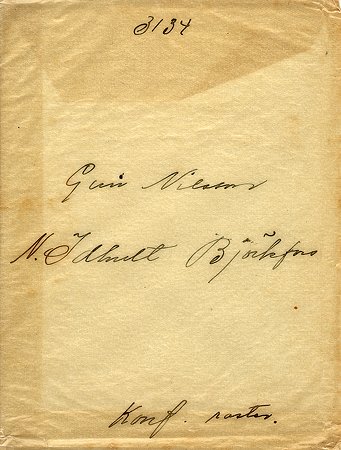 3134
Gun Nilsson
N. Idhult Björkfors
Konf. rester.